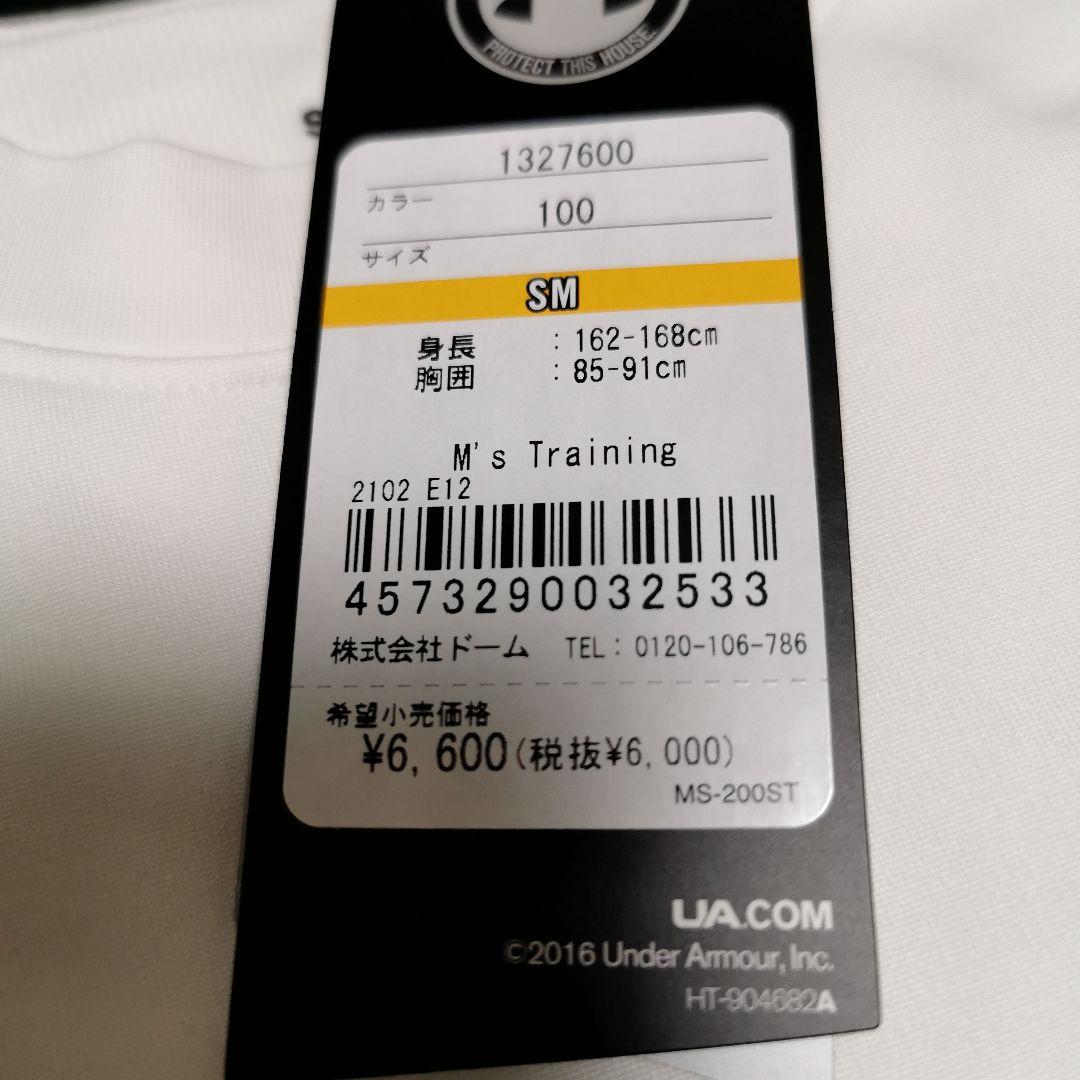 PROTECT THIS HOUSE
1327600
カラー
100
サイズ
SM
身長 : 162-168cm
胸囲 : 85-91cm
M's Training
2102 E12
4573290032533
株式会社ドーム TEL: 0120-106-786
希望小売価格
¥6,600(税抜¥6,000)
MS-200ST
UA.COM
©2016 Under Armour, Inc.
HT-904682A